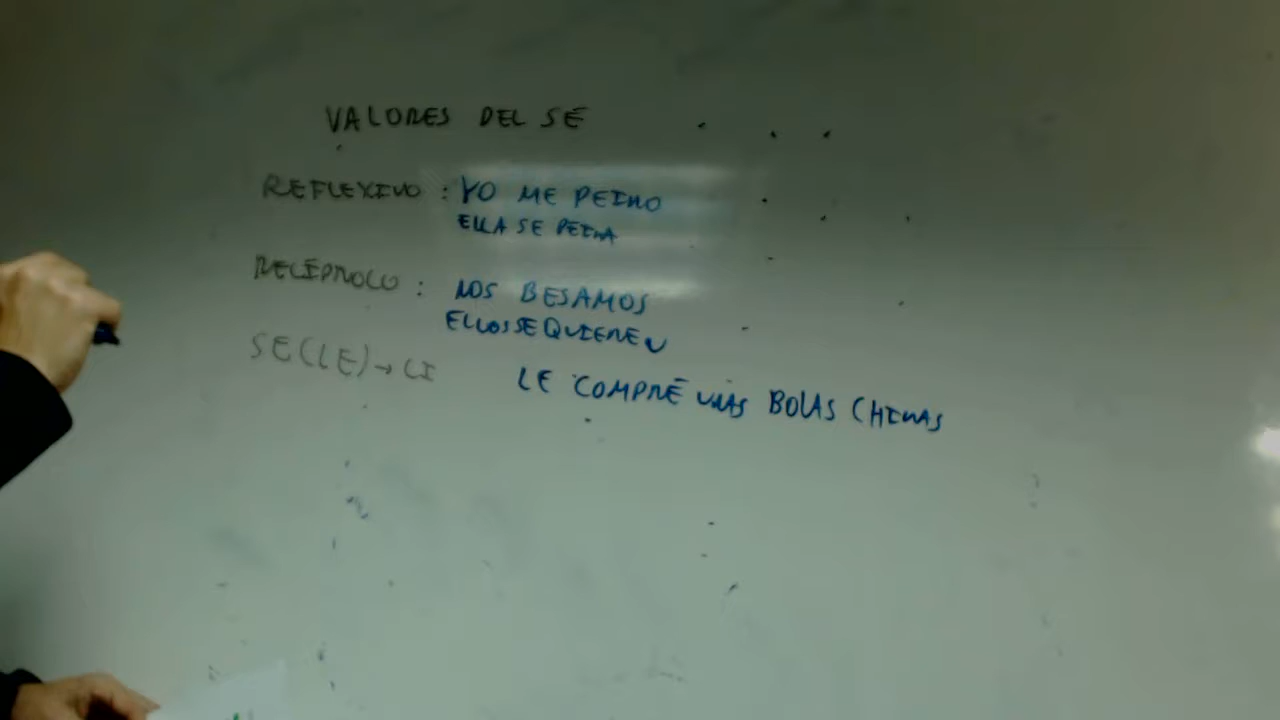 VALORES DEL SE
REFLEXIVO : YO ME PEINO
ELLA SE PEINA
RECÍPROCO : NOS BESAMOS
ELLOS SE QUIEREN
SE(LE) → CI LE COMPRÉ UNAS BOLAS CHINAS